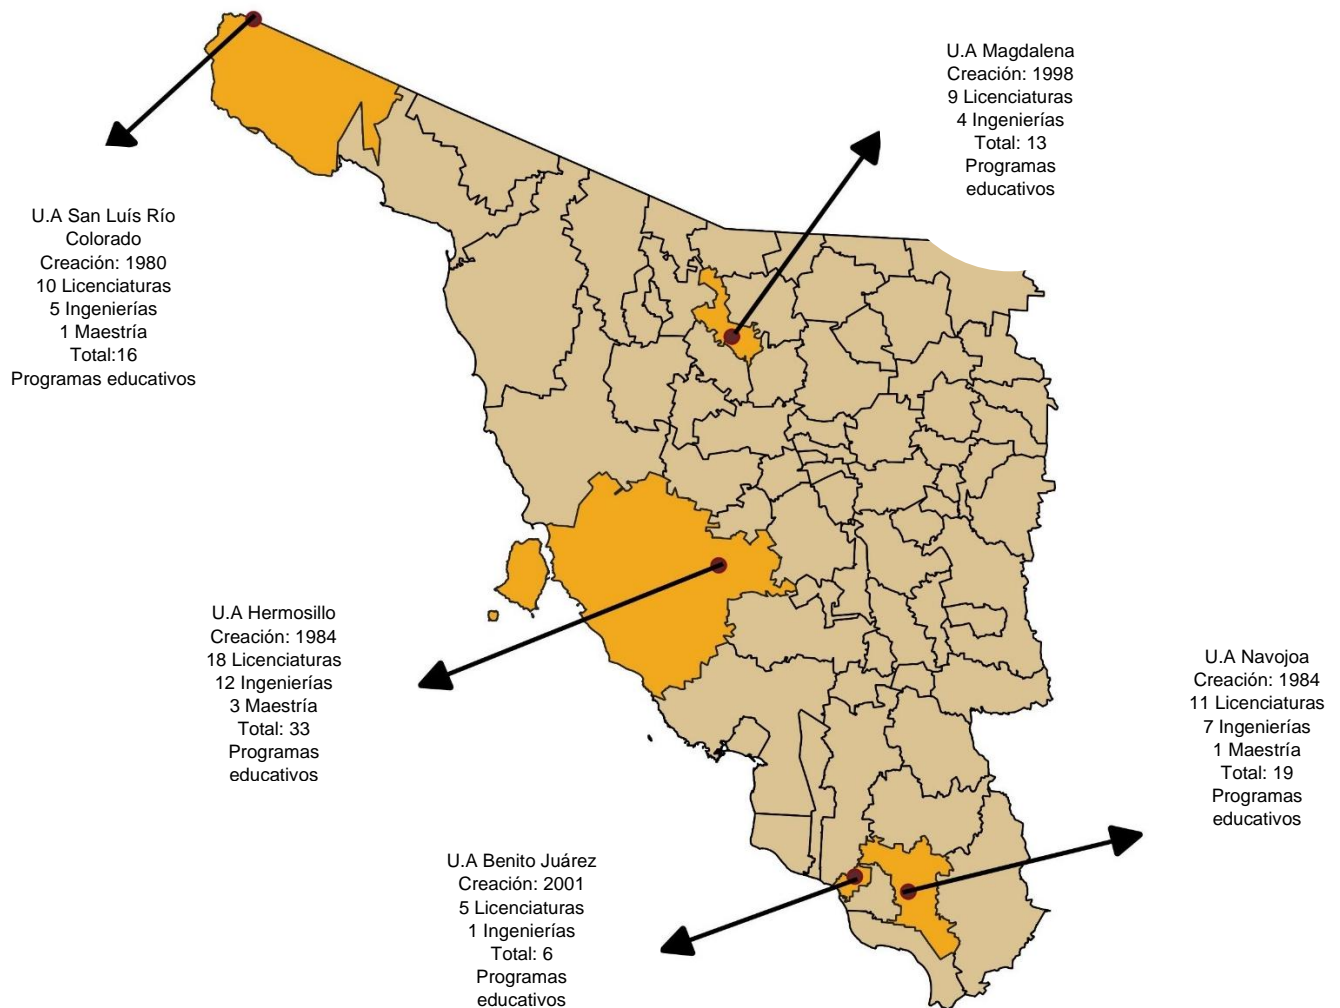 U.A Magdalena
Creación: 1998
9 Licenciaturas
4 Ingenierías
Total: 13
Programas
educativos
U.A San Luís Río
Colorado
Creación: 1980
10 Licenciaturas
5 Ingenierías
1 Maestría
Total:16
Programas educativos
U.A Hermosillo
Creación: 1984
18 Licenciaturas
12 Ingenierías
3 Maestría
Total: 33
Programas
educativos
U.A Navojoa
Creación: 1984
11 Licenciaturas
7 Ingenierías
1 Maestría
Total: 19
Programas
educativos
U.A Benito Juárez
Creación: 2001
5 Licenciaturas
1 Ingenierías
Total: 6
Programas
educativos